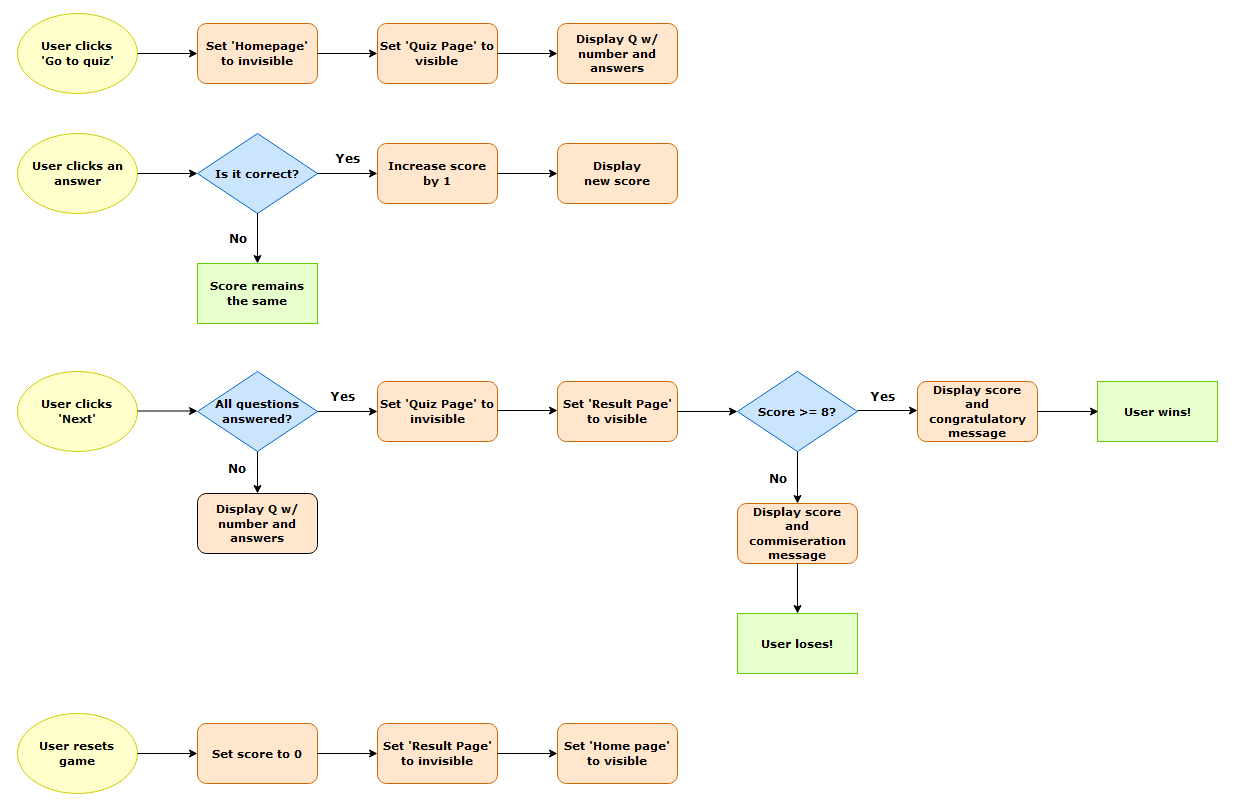 User clicks
'Go to quiz'
Set 'Homepage'
to invisible
Set 'Quiz Page' to
visible
Display Q w/
number and
answers
User clicks an
answer
Is it correct?
Yes
Increase score
by 1
Display
new score
No
Score remains
the same
User clicks
'Next'
All questions
answered?
Yes
Set 'Quiz Page' to
invisible
Set 'Result Page'
to visible
Score >= 8?
Yes
Display score
and
congratulatory
message
User wins!
No
Display Q w/
number and
answers
No
Display score
and
commiseration
message
User loses!
User resets
game
Set score to 0
Set 'Result Page'
to invisible
Set 'Home page'
to visible